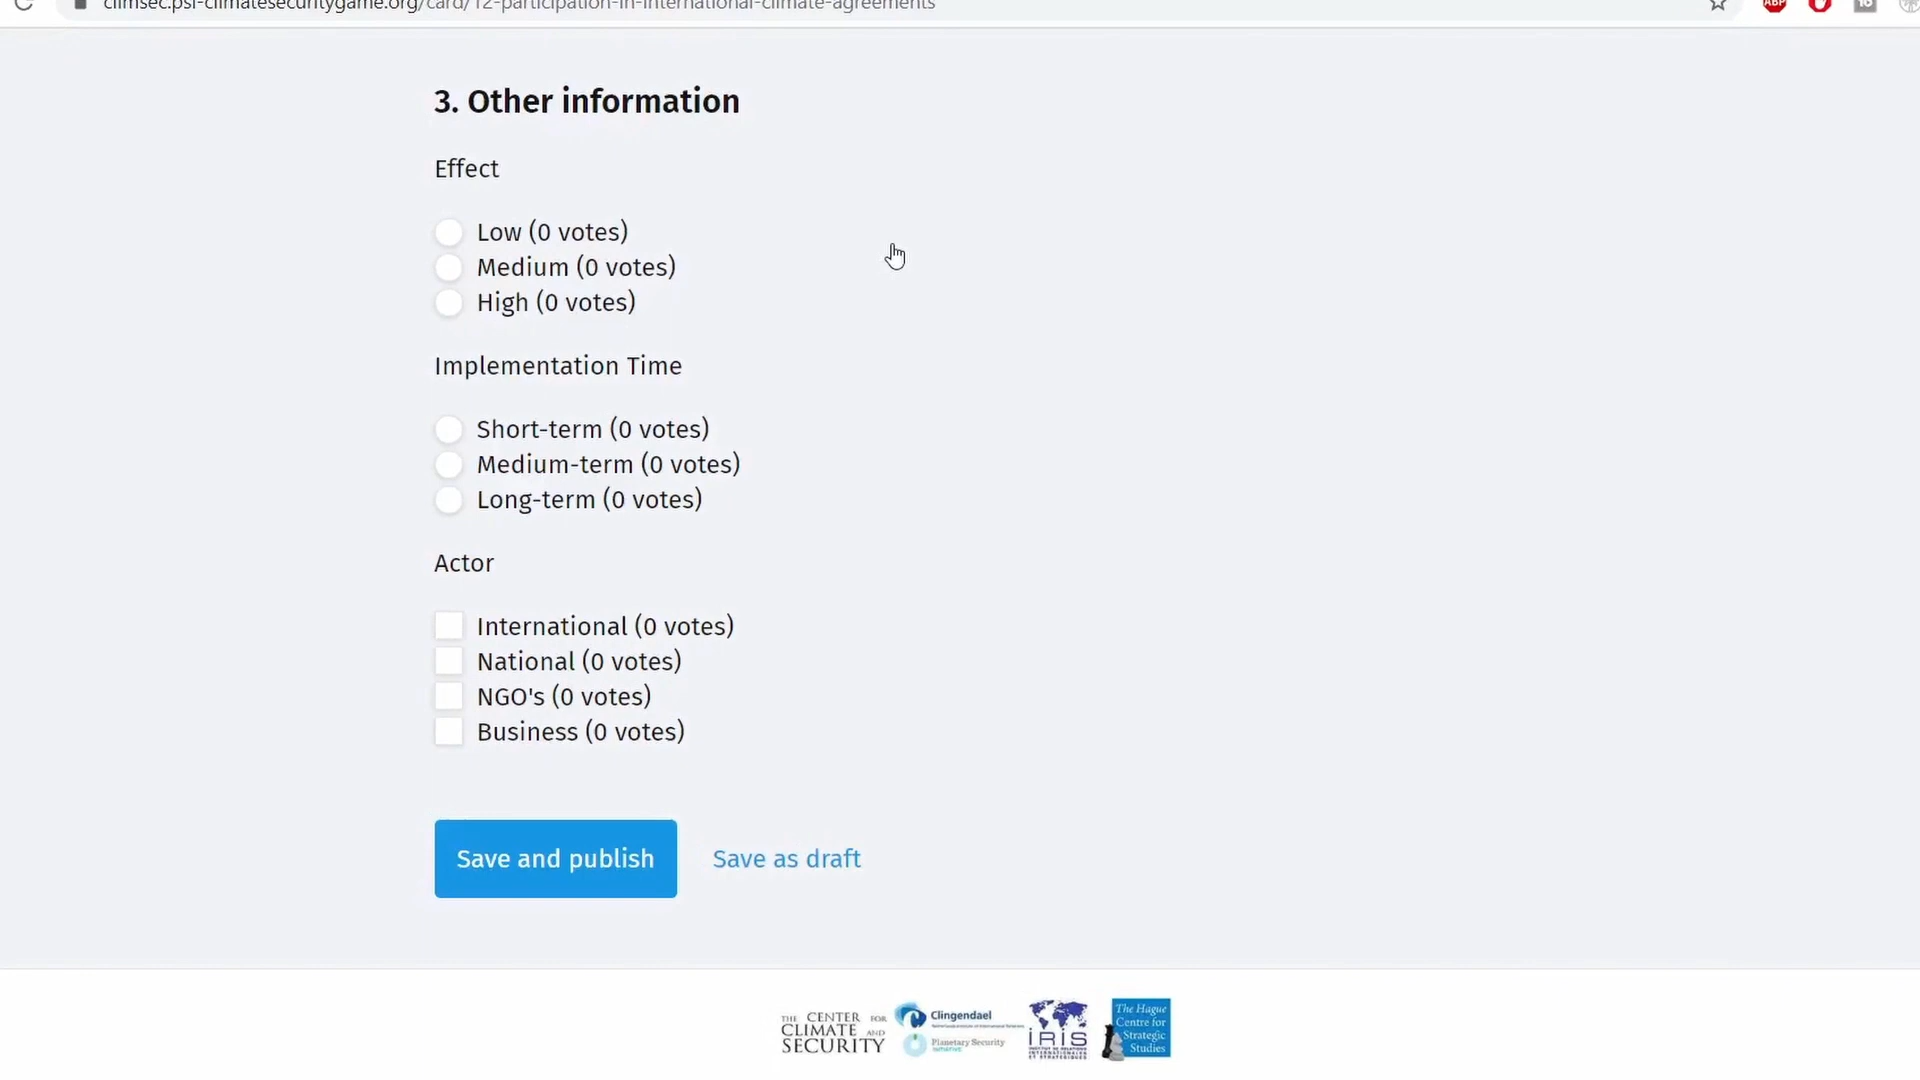 climsec.psi-climatesecuritygame.org/card/12-participation-in-international-climate-agreements
ABP
3. Other information
Effect
Low (0 votes)
Medium (0 votes)
High (0 votes)
Implementation Time
Short-term (0 votes)
Medium-term (0 votes)
Long-term (0 votes)
Actor
International (0 votes)
National (0 votes)
NGO's (0 votes)
Business (0 votes)
Save and publish
Save as draft
THE CENTER FOR
CLIMATE AND
SECURITY
Clingendael
Planetary Security
INITIATIVE
IRIS
The Hague
Centre for
Strategic
Studies